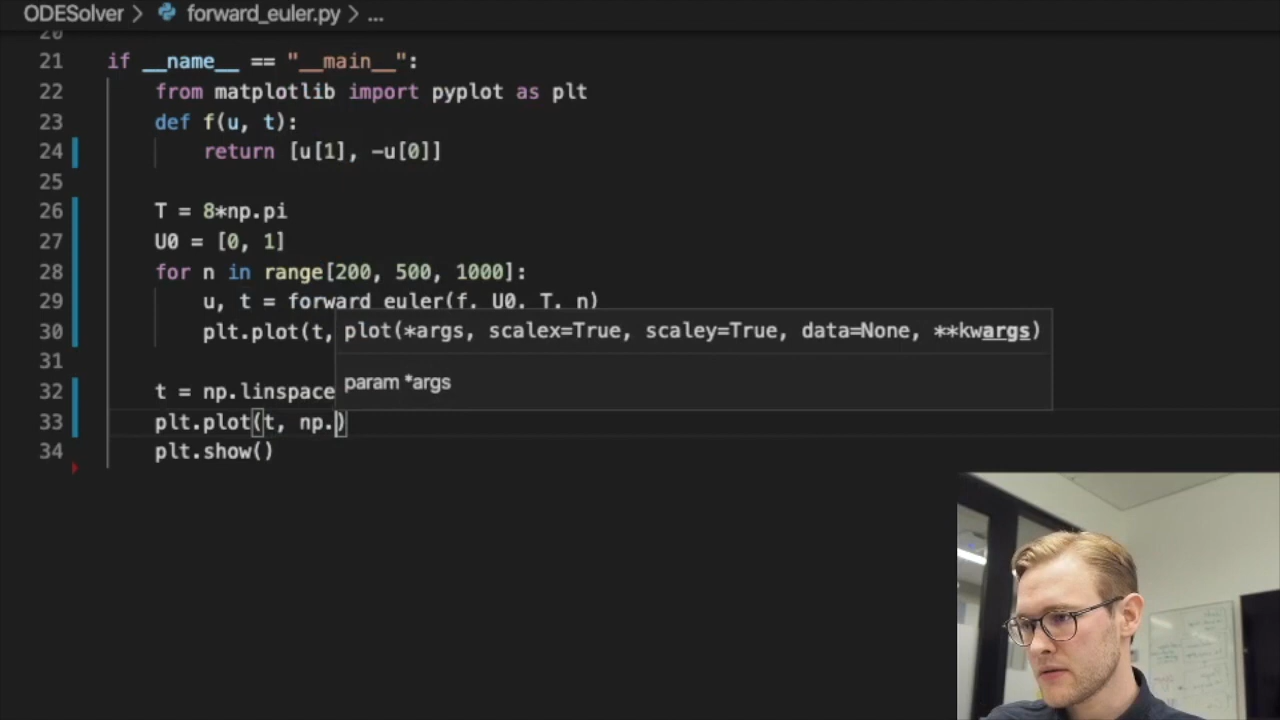 ODESolver > forward_euler.py > ...
20
21 if __name__ == "__main__":
22 from matplotlib import pyplot as plt
23 def f(u, t):
24 return [u[1], -u[0]]
25
26 T = 8*np.pi
27 U0 = [0, 1]
28 for n in range[200, 500, 1000]:
29 u, t = forward_euler(f, U0, T, n)
30 plt.plot(t,
plot(*args, scalex=True, scaley=True, data=None, **kwargs)
31
param *args
32 t = np.linspace
33 plt.plot(t, np.)
34 plt.show()